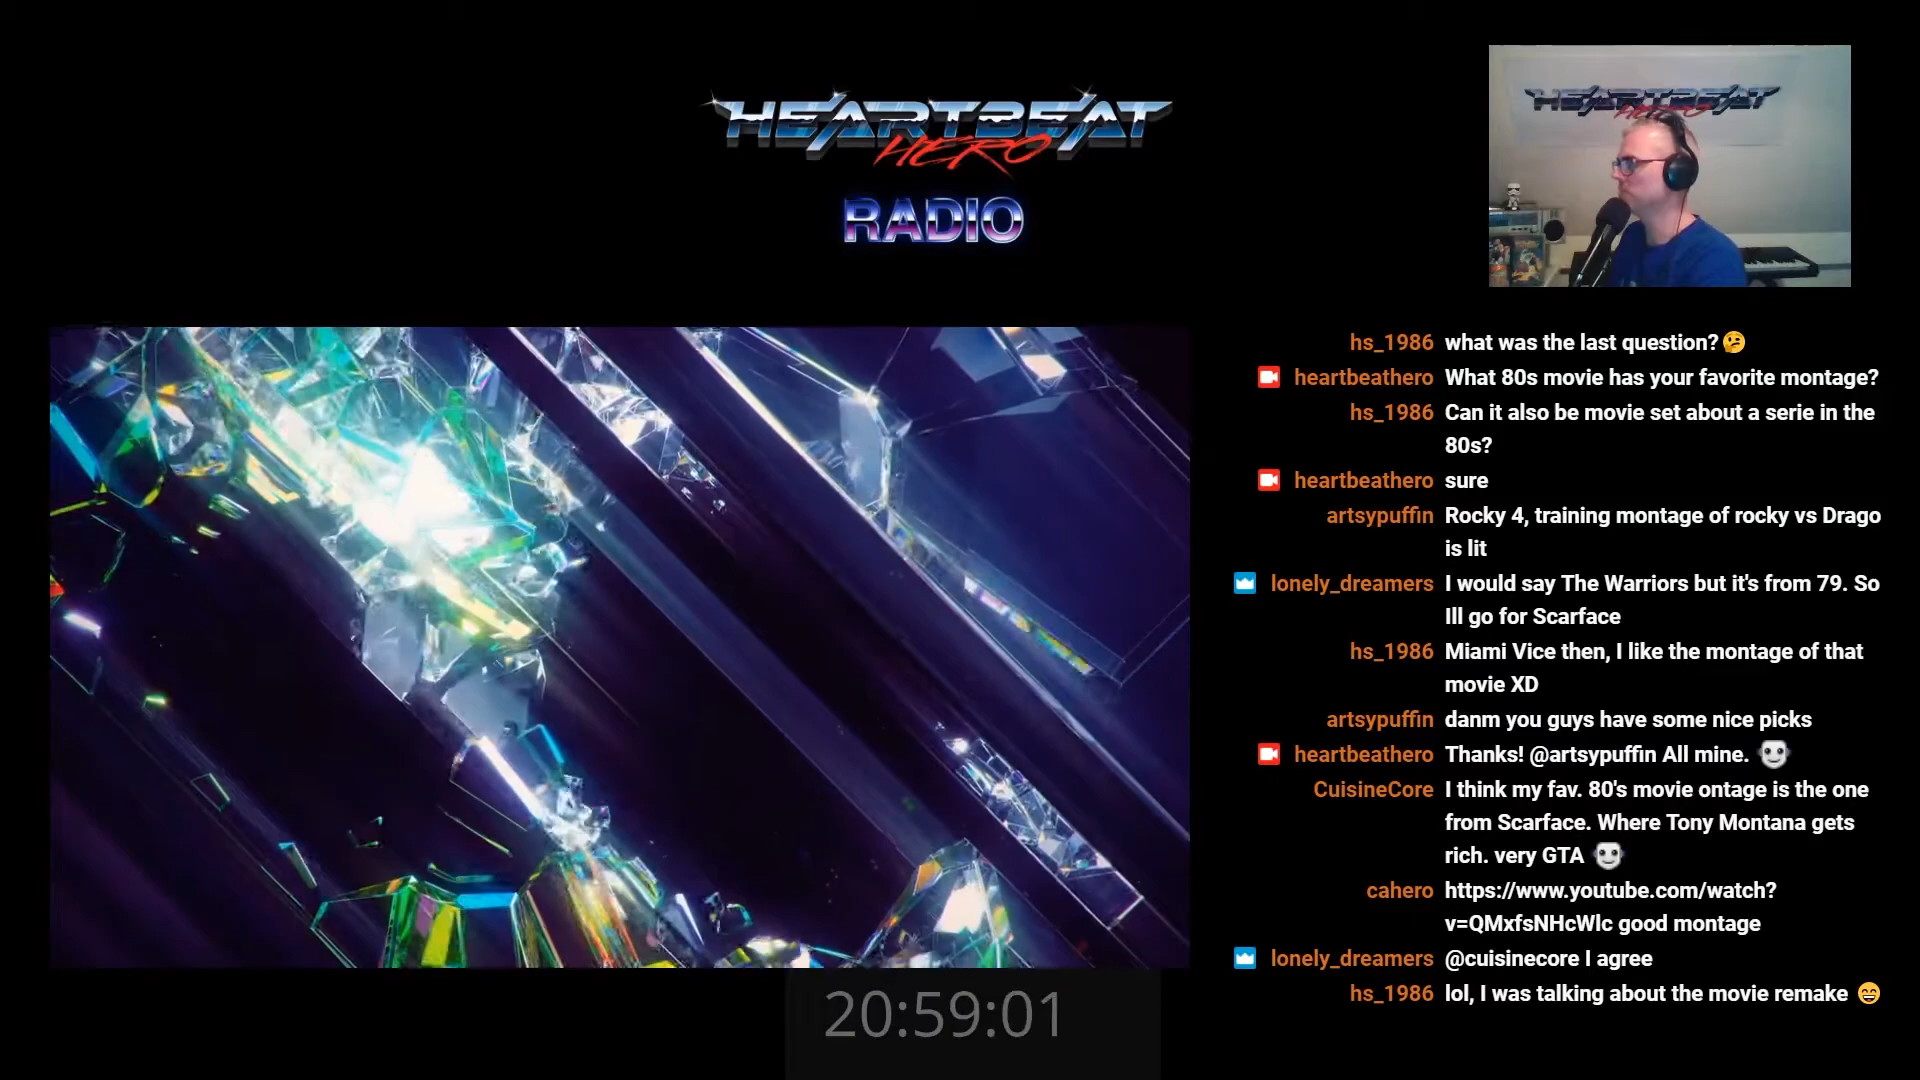 HEARTBEAT
HERO
RADIO
HEARTBEAT
HERO
hs_1986 what was the last question? 🤔
heartbeathero What 80s movie has your favorite montage?
hs_1986 Can it also be movie set about a serie in the
80s?
heartbeathero sure
artsypuffin Rocky 4, training montage of rocky vs Drago
is lit
lonely_dreamers I would say The Warriors but it's from 79. So
Ill go for Scarface
hs_1986 Miami Vice then, I like the montage of that
movie XD
artsypuffin danm you guys have some nice picks
heartbeathero Thanks! @artsypuffin All mine.
CuisineCore I think my fav. 80's movie ontage is the one
from Scarface. Where Tony Montana gets
rich. very GTA
cahero https://www.youtube.com/watch?
v=QMxfsNHcWlc good montage
lonely_dreamers @cuisinecore I agree
hs_1986 lol, I was talking about the movie remake 😄
20:59:01